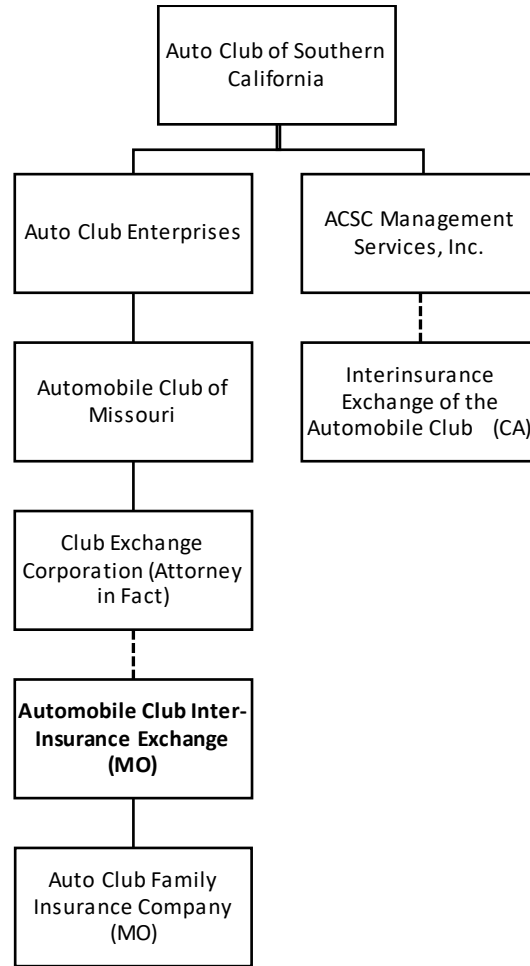 Auto Club of Southern
California
Auto Club Enterprises
ACSC Management
Services, Inc.
Automobile Club of
Missouri
Interinsurance
Exchange of the
Automobile Club (CA)
Club Exchange
Corporation (Attorney
in Fact)
Automobile Club Inter-
Insurance Exchange
(MO)
Auto Club Family
Insurance Company
(MO)